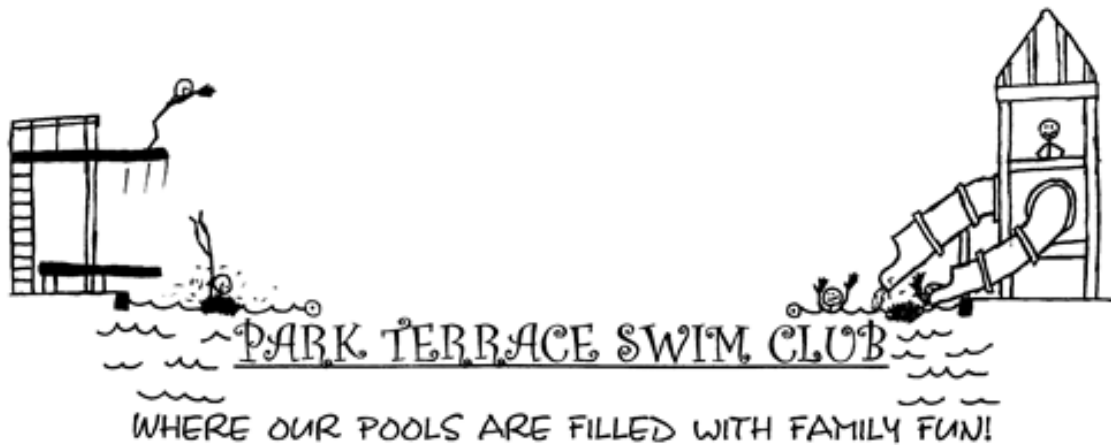 PARK TERRACE SWIM CLUB
WHERE OUR POOLS ARE FILLED WITH FAMILY FUN!